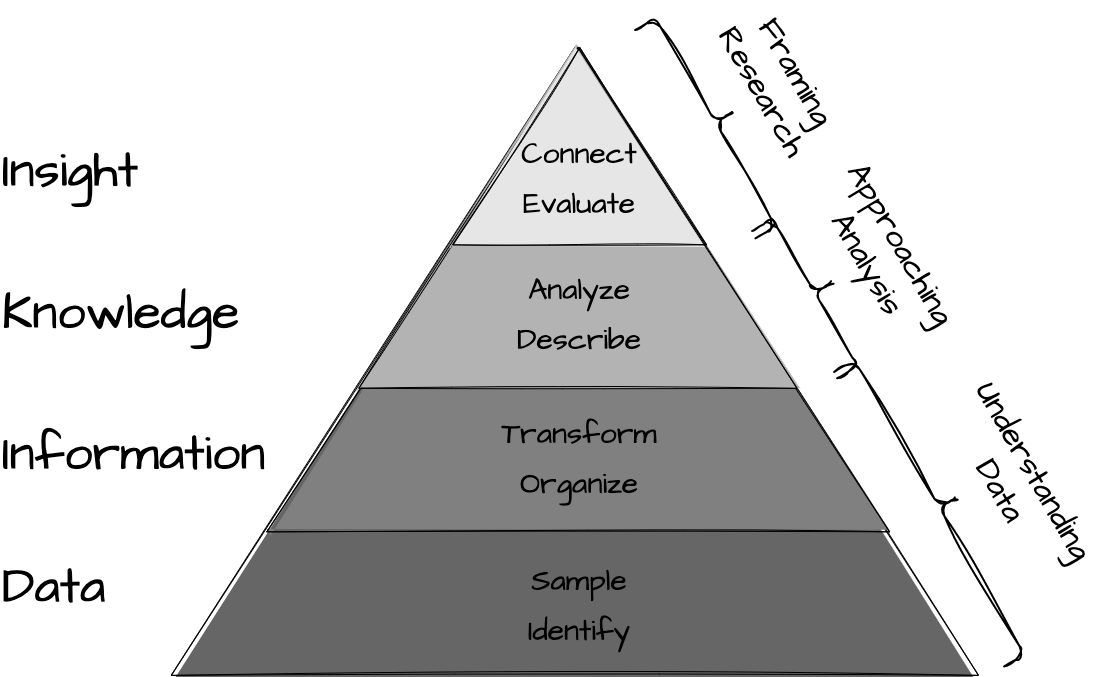 Framing
Research
Connect
Evaluate
Insight
Approaching
Analysis
Analyze
Describe
Knowledge
Transform
Organize
Information
Understanding
Data
Sample
Identify
Data